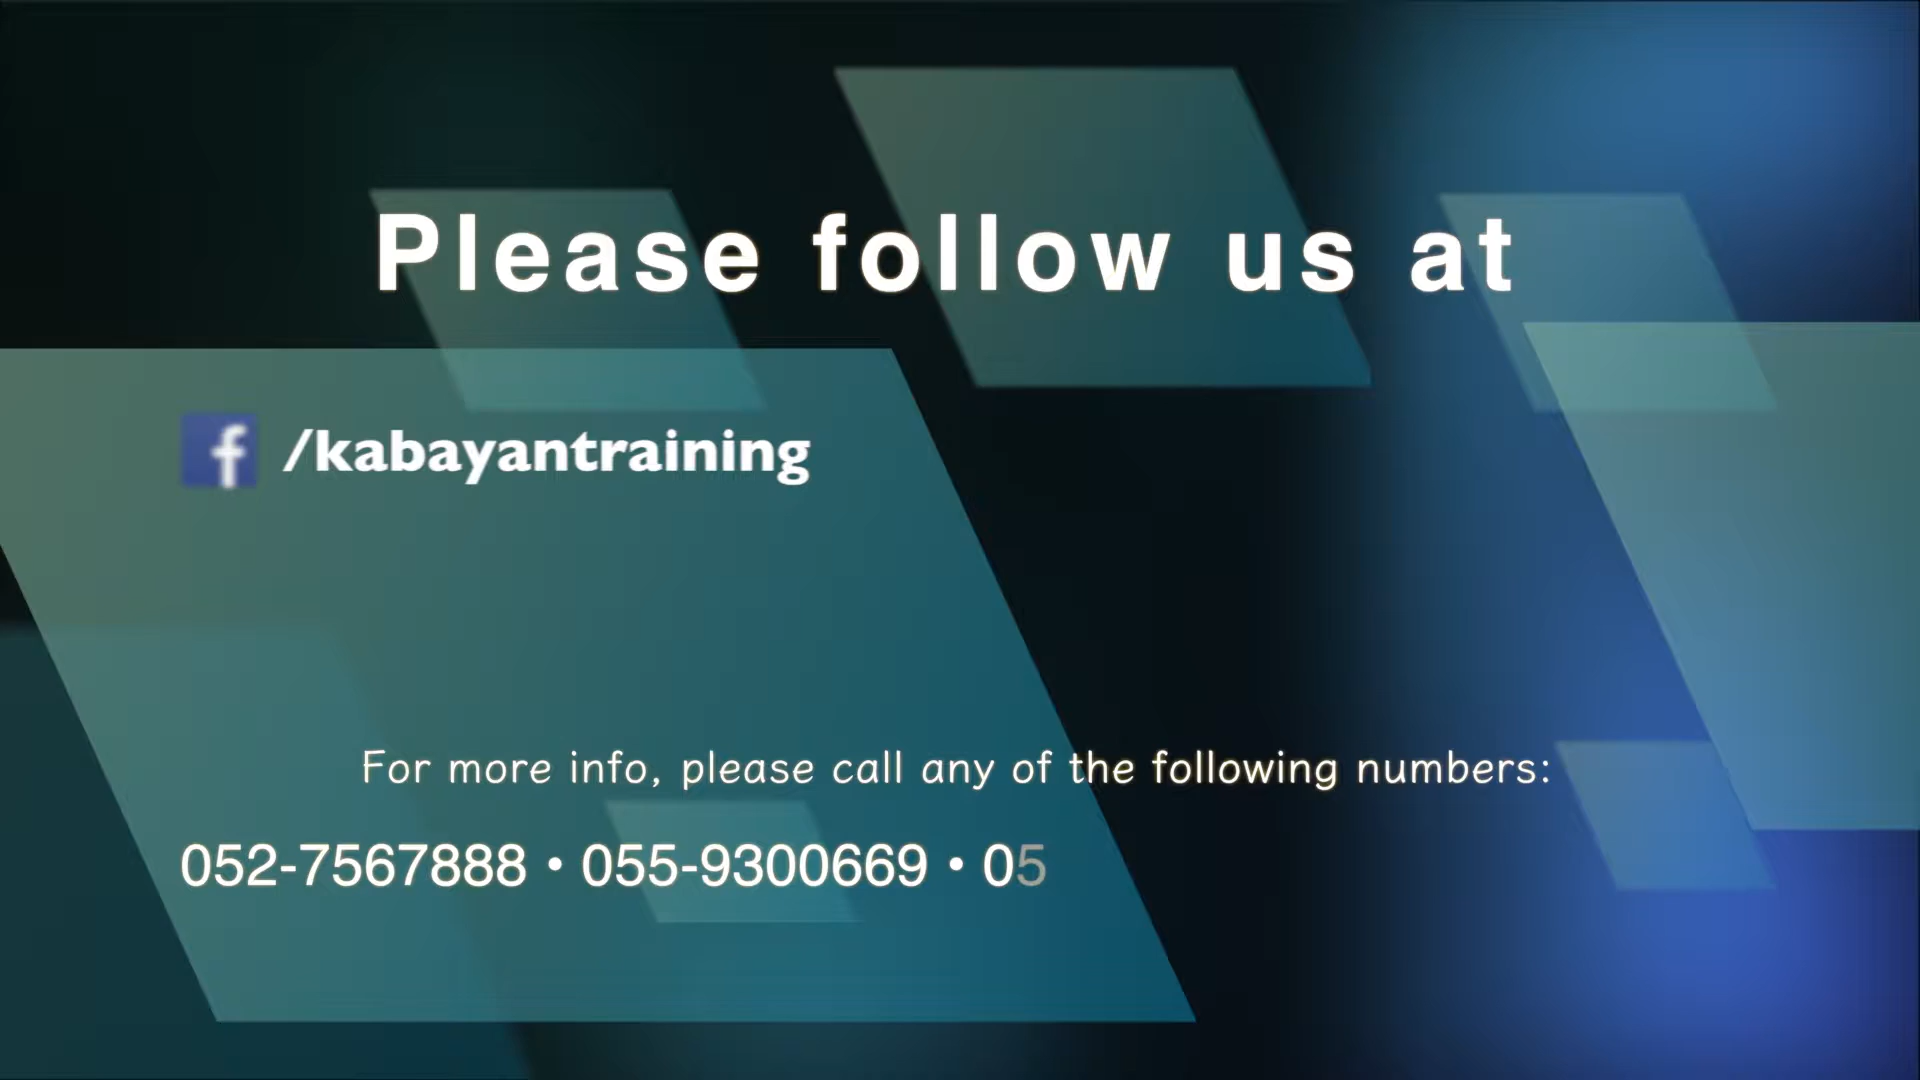 Please follow us at
f /kabayantraining
For more info, please call any of the following numbers:
052-7567888 • 055-9300669 • 05